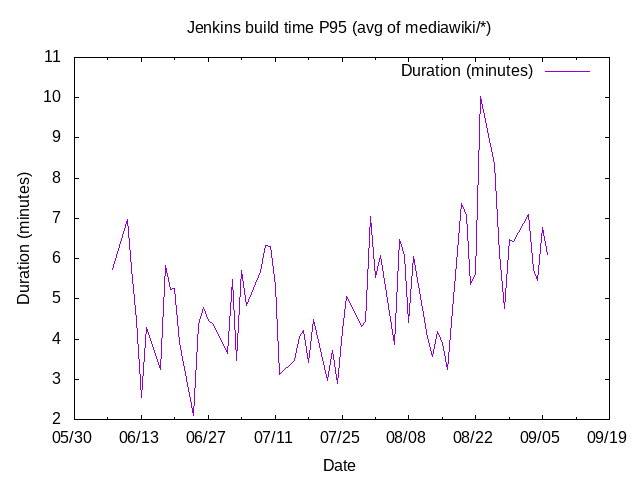 Jenkins build time P95 (avg of mediawiki/*)
Duration (minutes)
11
10
9
8
7
6
5
4
3
2
Duration (minutes)
05/30 06/13 06/27 07/11 07/25 08/08 08/22 09/05 09/19
Date